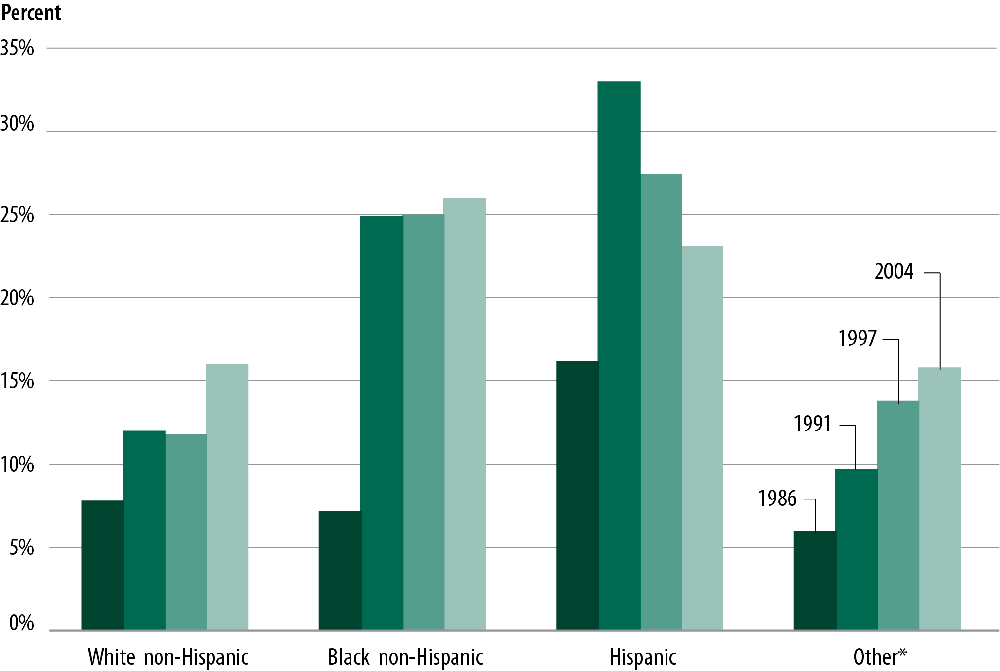 Percent
35%
30%
25%
20%
15%
10%
5%
0%
2004
1997
1991
1986
White non-Hispanic
Black non-Hispanic
Hispanic
Other*